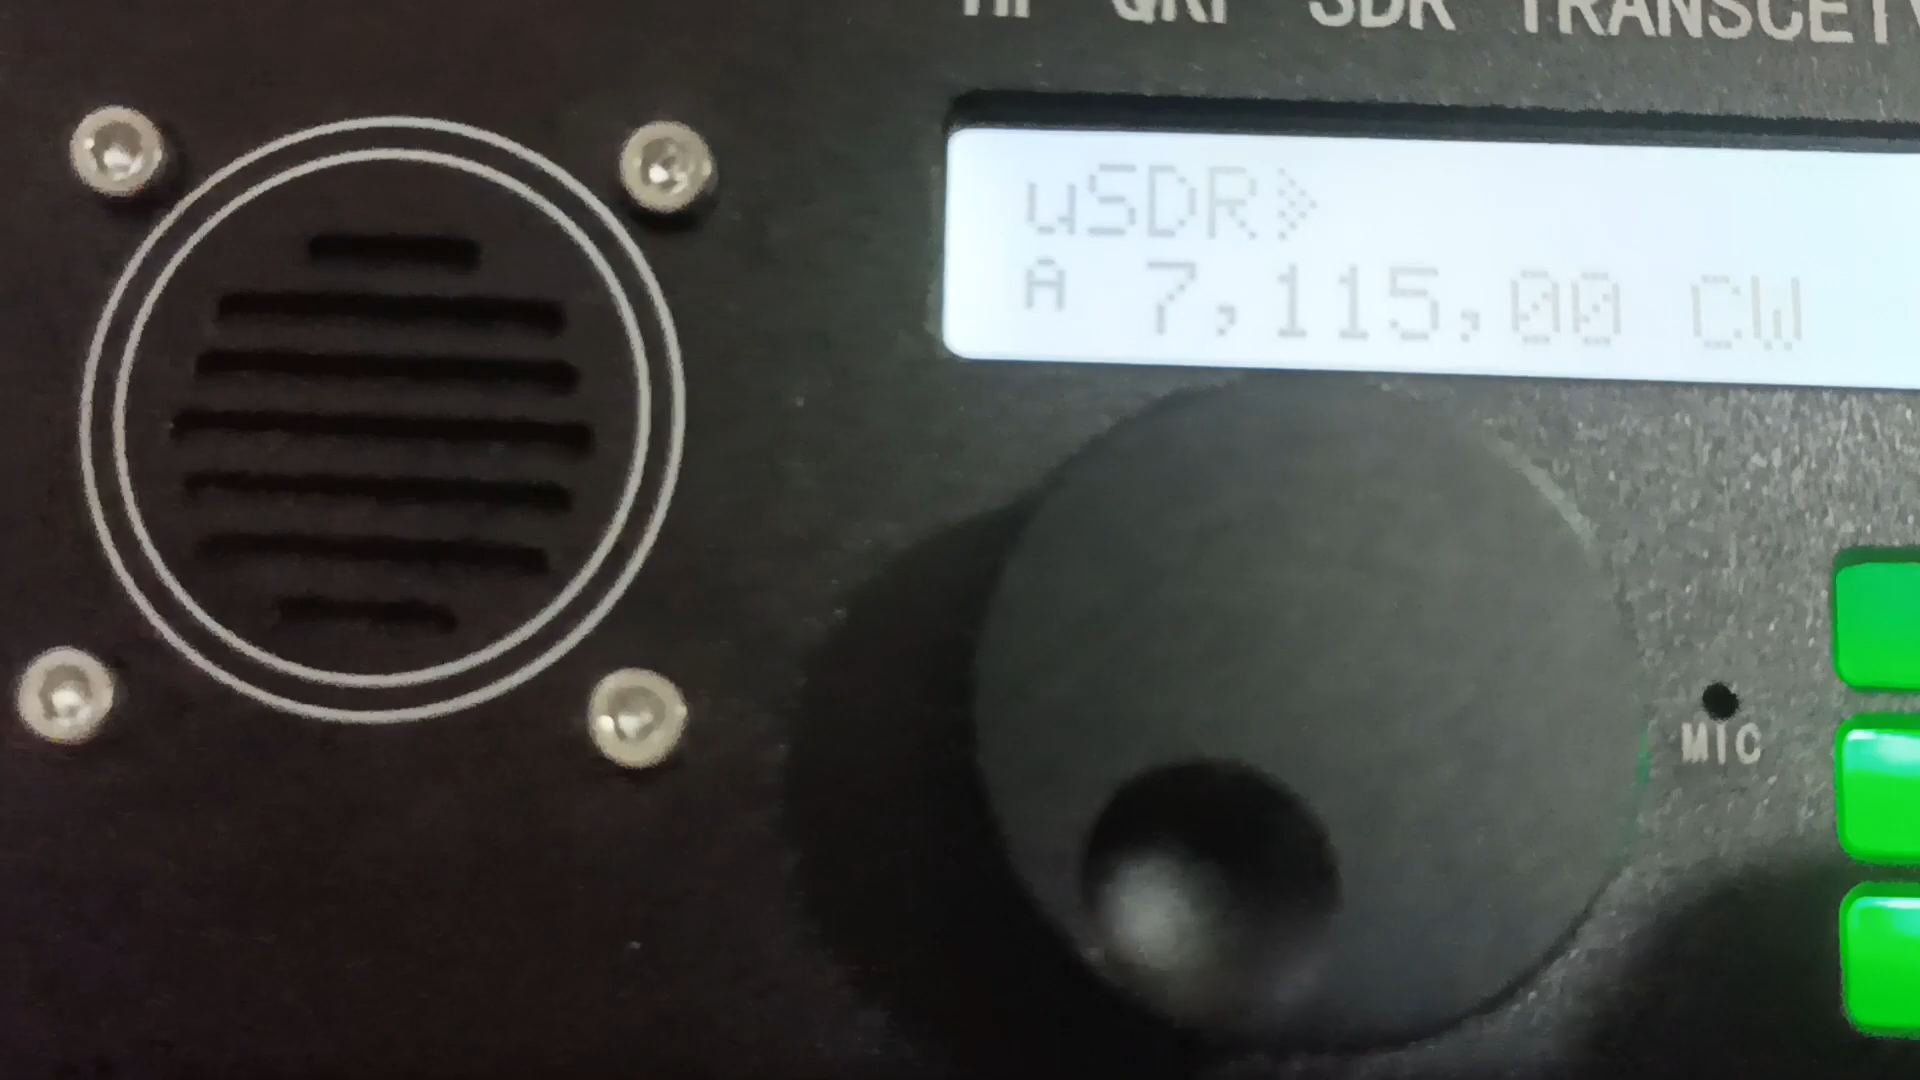 HF QRP SDR TRANSCEIV
uSDR
A 7,115,00 CW
MIC